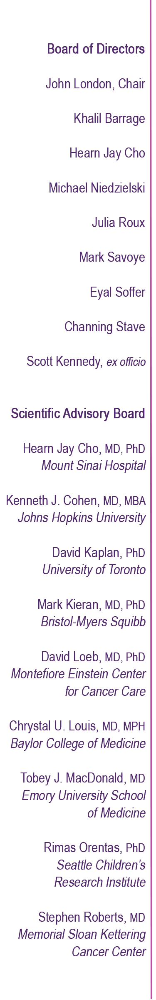 Board of Directors
John London, Chair
Khalil Barrage
Hearn Jay Cho
Michael Niedzielski
Julia Roux
Mark Savoye
Eyal Soffer
Channing Stave
Scott Kennedy, ex officio
Scientific Advisory Board
Hearn Jay Cho, MD, PhD
Mount Sinai Hospital
Kenneth J. Cohen, MD, MBA
Johns Hopkins University
David Kaplan, PhD
University of Toronto
Mark Kieran, MD, PhD
Bristol-Myers Squibb
David Loeb, MD, PhD
Montefiore Einstein Center
for Cancer Care
Chrystal U. Louis, MD, MPH
Baylor College of Medicine
Tobey J. MacDonald, MD
Emory University School
of Medicine
Rimas Orentas, PhD
Seattle Children’s
Research Institute
Stephen Roberts, MD
Memorial Sloan Kettering
Cancer Center